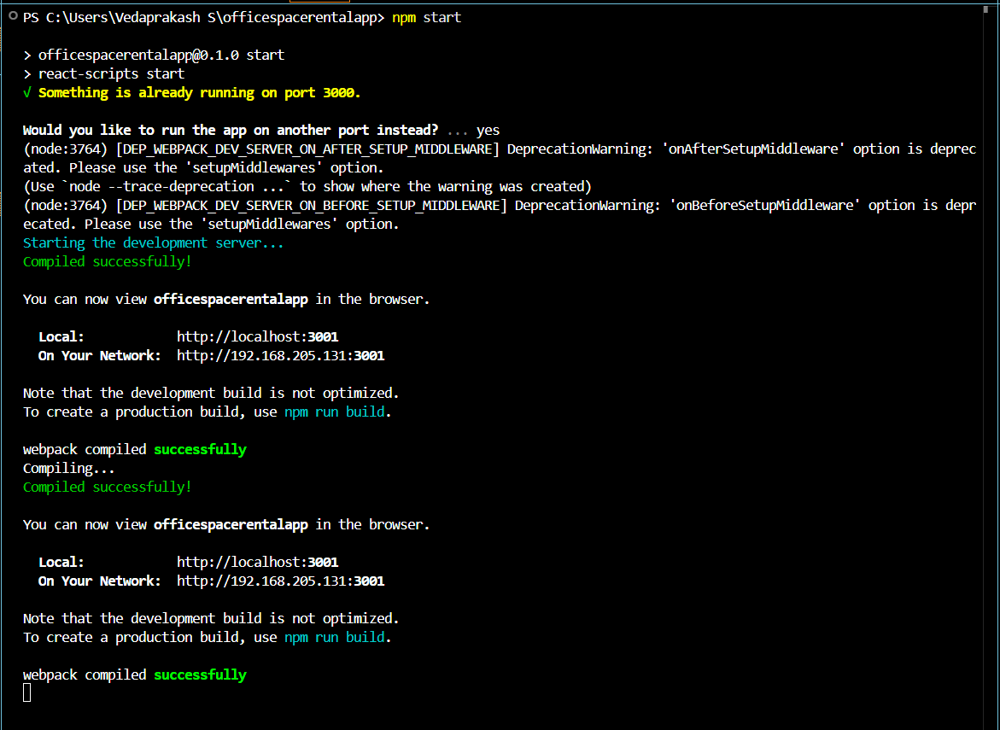 PS C:\Users\Vedaprakash S\officespacerentalapp> npm start
> officespacerentalapp@0.1.0 start
> react-scripts start
√ Something is already running on port 3000.
Would you like to run the app on another port instead? ... yes
(node:3764) [DEP_WEBPACK_DEV_SERVER_ON_AFTER_SETUP_MIDDLEWARE] DeprecationWarning: 'onAfterSetupMiddleware' option is deprec
ated. Please use the 'setupMiddlewares' option.
(Use `node --trace-deprecation ...` to show where the warning was created)
(node:3764) [DEP_WEBPACK_DEV_SERVER_ON_BEFORE_SETUP_MIDDLEWARE] DeprecationWarning: 'onBeforeSetupMiddleware' option is depr
ecated. Please use the 'setupMiddlewares' option.
Starting the development server...
Compiled successfully!
You can now view officespacerentalapp in the browser.
Local: http://localhost:3001
On Your Network: http://192.168.205.131:3001
Note that the development build is not optimized.
To create a production build, use npm run build.
webpack compiled successfully
Compiling...
Compiled successfully!
You can now view officespacerentalapp in the browser.
Local: http://localhost:3001
On Your Network: http://192.168.205.131:3001
Note that the development build is not optimized.
To create a production build, use npm run build.
webpack compiled successfully